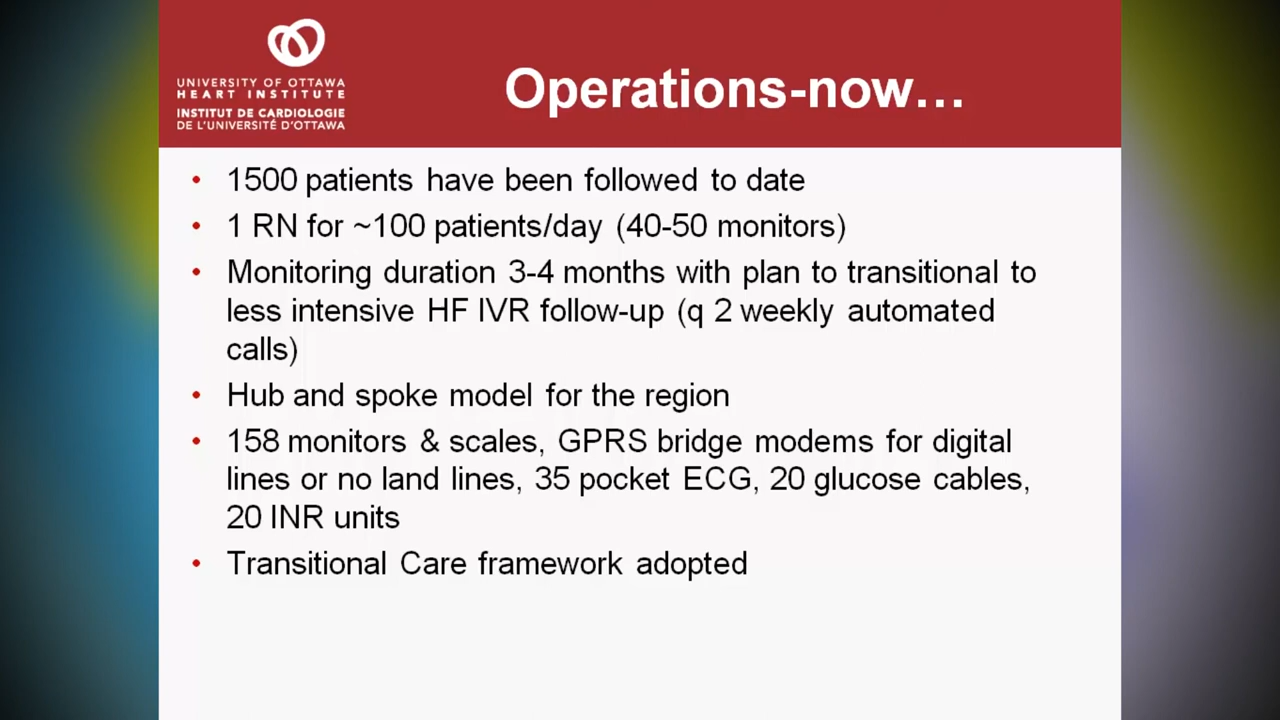 UNIVERSITY OF OTTAWA
HEART INSTITUTE
INSTITUT DE CARDIOLOGIE
DE L'UNIVERSITÉ D'OTTAWA
Operations-now…
• 1500 patients have been followed to date
• 1 RN for ~100 patients/day (40-50 monitors)
• Monitoring duration 3-4 months with plan to transitional to
less intensive HF IVR follow-up (q 2 weekly automated
calls)
• Hub and spoke model for the region
• 158 monitors & scales, GPRS bridge modems for digital
lines or no land lines, 35 pocket ECG, 20 glucose cables,
20 INR units
• Transitional Care framework adopted